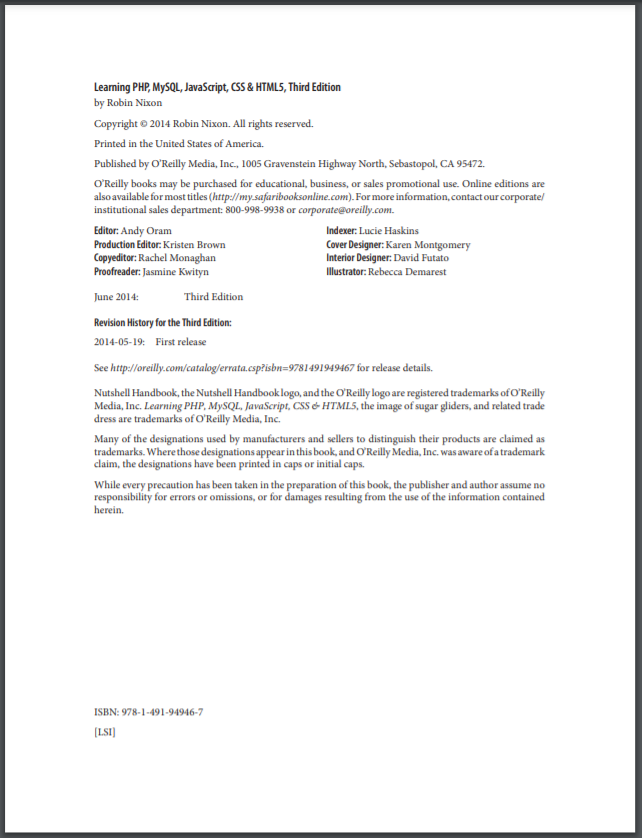 Learning PHP, MySQL, JavaScript, CSS & HTML5, Third Edition
by Robin Nixon
Copyright © 2014 Robin Nixon. All rights reserved.
Printed in the United States of America.
Published by O'Reilly Media, Inc., 1005 Gravenstein Highway North, Sebastopol, CA 95472.
O'Reilly books may be purchased for educational, business, or sales promotional use. Online editions are
also available for most titles (http://my.safaribooksonline.com). For more information, contact our corporate/
institutional sales department: 800-998-9938 or corporate@oreilly.com.
Editor: Andy Oram
Production Editor: Kristen Brown
Copyeditor: Rachel Monaghan
Proofreader: Jasmine Kwityn
Indexer: Lucie Haskins
Cover Designer: Karen Montgomery
Interior Designer: David Futato
Illustrator: Rebecca Demarest
June 2014: Third Edition
Revision History for the Third Edition:
2014-05-19: First release
See http://oreilly.com/catalog/errata.csp?isbn=9781491949467 for release details.
Nutshell Handbook, the Nutshell Handbook logo, and the O'Reilly logo are registered trademarks of O'Reilly
Media, Inc. Learning PHP, MySQL, JavaScript, CSS & HTML5, the image of sugar gliders, and related trade
dress are trademarks of O'Reilly Media, Inc.
Many of the designations used by manufacturers and sellers to distinguish their products are claimed as
trademarks. Where those designations appear in this book, and O'Reilly Media, Inc. was aware of a trademark
claim, the designations have been printed in caps or initial caps.
While every precaution has been taken in the preparation of this book, the publisher and author assume no
responsibility for errors or omissions, or for damages resulting from the use of the information contained
herein.
ISBN: 978-1-491-94946-7
[LSI]